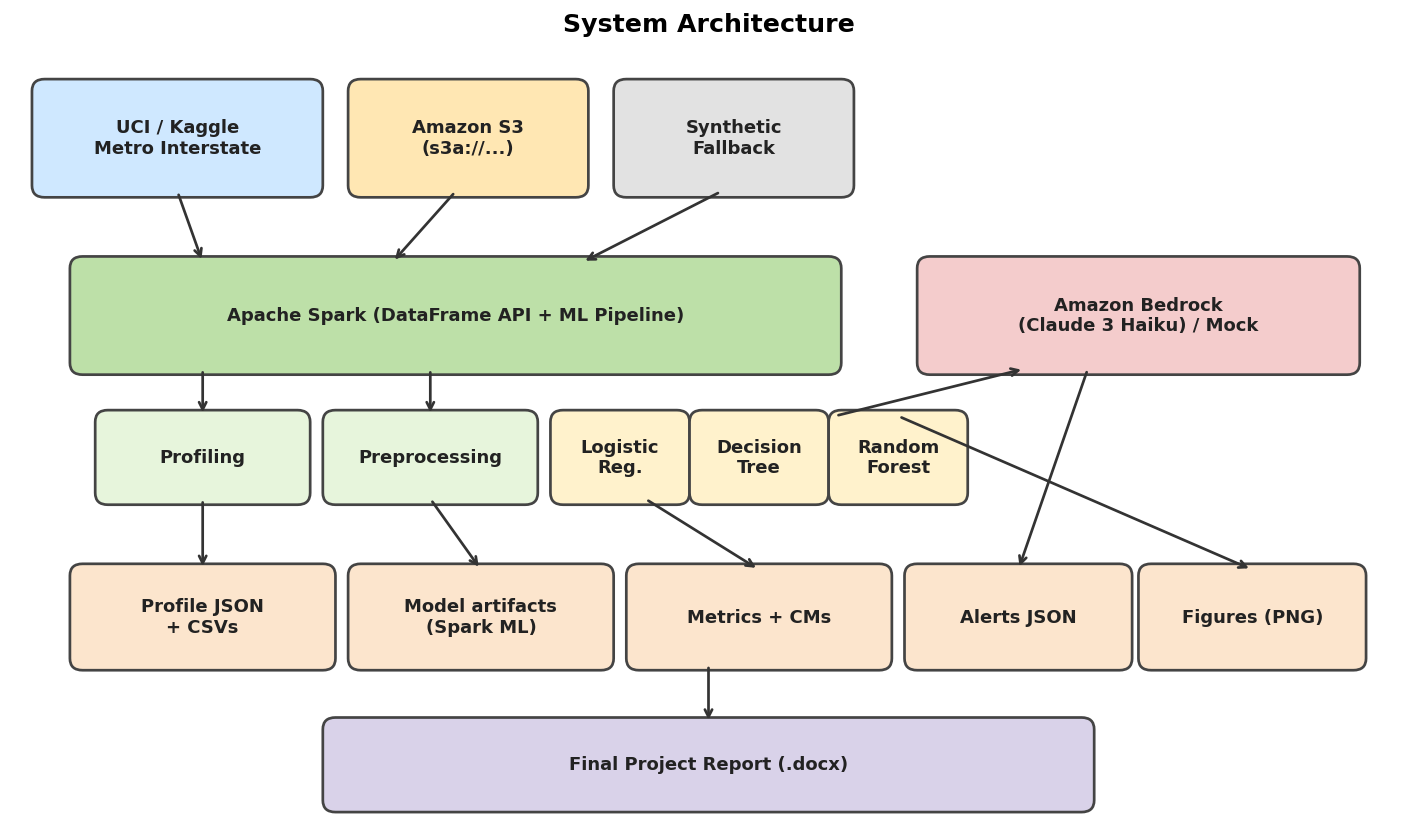 System Architecture
UCI / Kaggle
Metro Interstate
Amazon S3
(s3a://...)
Synthetic
Fallback
Apache Spark (DataFrame API + ML Pipeline)
Amazon Bedrock
(Claude 3 Haiku) / Mock
Profiling
Preprocessing
Logistic
Reg.
Decision
Tree
Random
Forest
Profile JSON
+ CSVs
Model artifacts
(Spark ML)
Metrics + CMs
Alerts JSON
Figures (PNG)
Final Project Report (.docx)